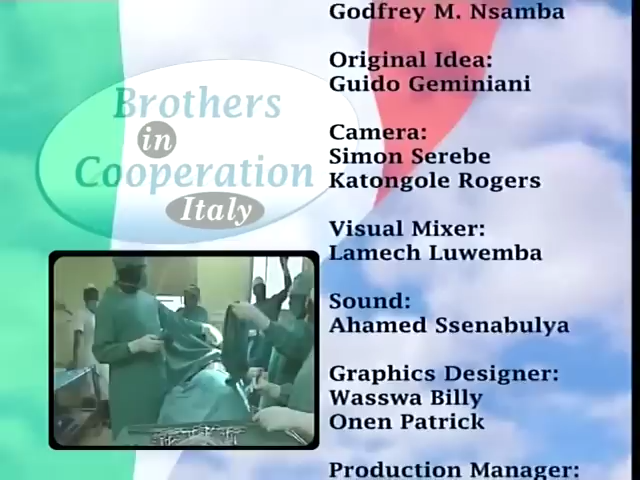 Brothers
in
Cooperation
Italy
Godfrey M. Nsamba
Original Idea:
Guido Geminiani
Camera:
Simon Serebe
Katongole Rogers
Visual Mixer:
Lamech Luwemba
Sound:
Ahamed Ssenabulya
Graphics Designer:
Wasswa Billy
Onen Patrick
Production Manager: